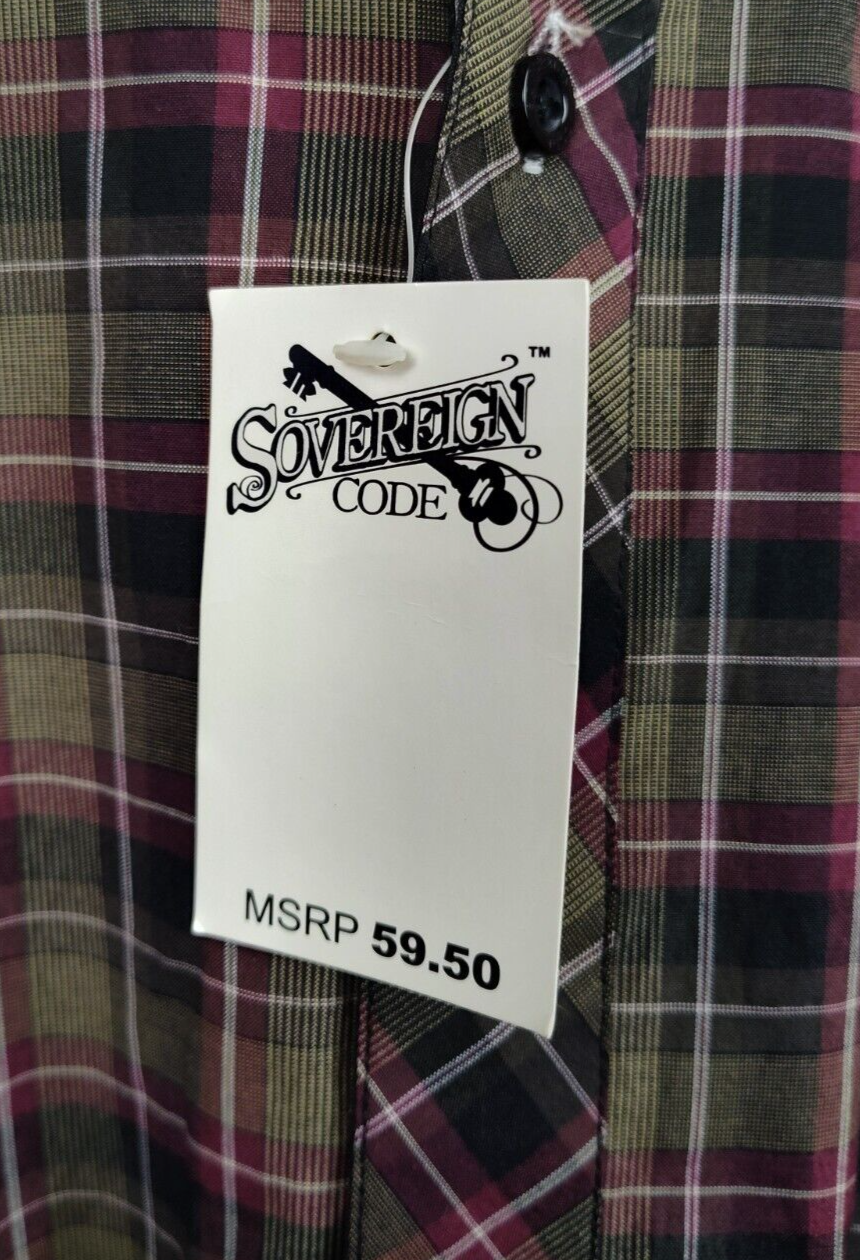 SOVEREIGN ™
CODE
MSRP 59.50